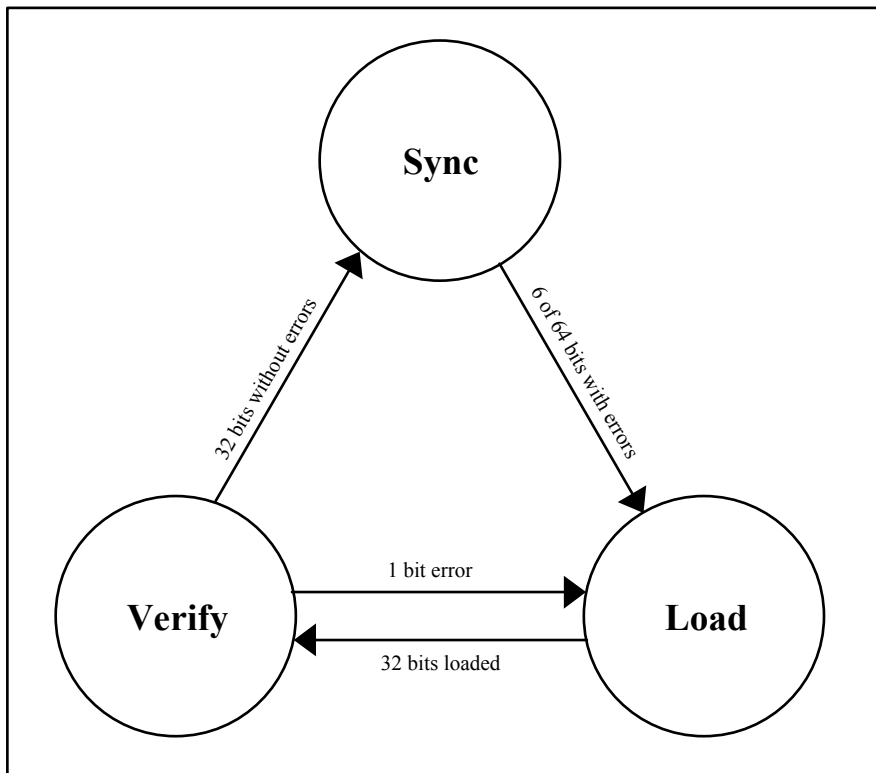 Sync
32 bits without errors
6 of 64 bits with errors
1 bit error
Verify
Load
32 bits loaded